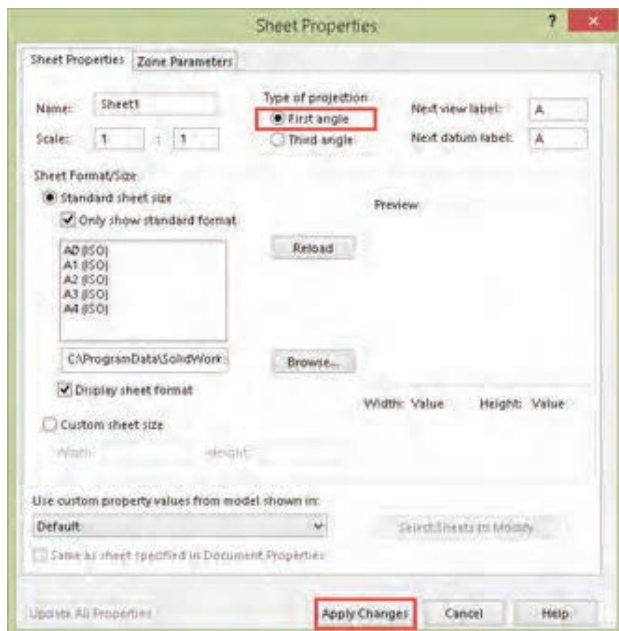 Sheet Properties
?
Sheet Properties
Zone Parameters
Name: Sheet1
Type of projection
First angle
Third angle
Next view label: A
Next datum label: A
Scale: 1 : 1
Sheet Format/Size
Standard sheet size
Only show standard format
Preview
A0 (ISO)
A1 (ISO)
A2 (ISO)
A3 (ISO)
A4 (ISO)
Reload
C:\ProgramData\SolidWork
Browse...
Display sheet format
Width: Value Height: Value
Custom sheet size
Width: Height:
Use custom property values from model shown in:
Default
Select Sheets to Modify
Same as sheet specified in Document Properties
Update All Properties
Apply Changes
Cancel
Help